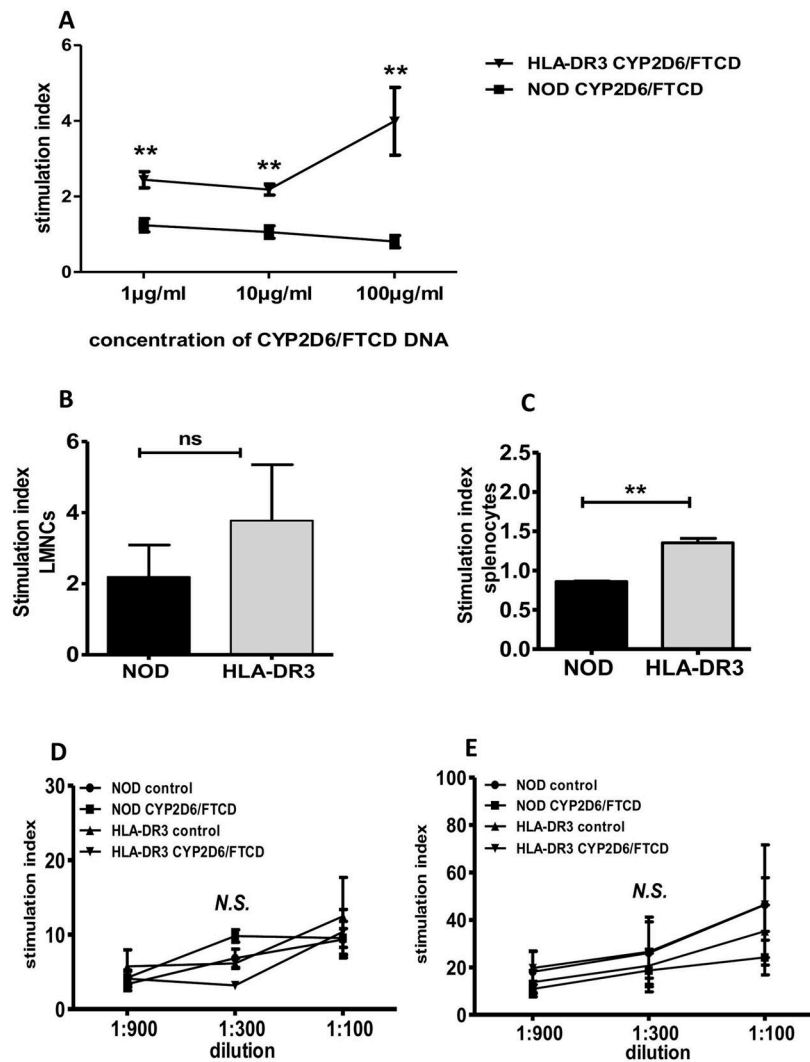 A
6
4
2
0
stimulation index
**
**
**
1µg/ml 10µg/ml 100µg/ml
concentration of CYP2D6/FTCD DNA
HLA-DR3 CYP2D6/FTCD
NOD CYP2D6/FTCD
B
6
4
2
0
Stimulation index
LMNCs
ns
NOD HLA-DR3
C
2.5
2.0
1.5
1.0
0.5
0.0
Stimulation index
splenocytes
**
NOD HLA-DR3
D
NOD control
NOD CYP2D6/FTCD
HLA-DR3 control
HLA-DR3 CYP2D6/FTCD
30
20
10
0
stimulation index
N.S.
1:900 1:300 1:100
dilution
E
NOD control
NOD CYP2D6/FTCD
HLA-DR3 control
HLA-DR3 CYP2D6/FTCD
100
80
60
40
20
0
stimulation index
N.S.
1:900 1:300 1:100
dilution